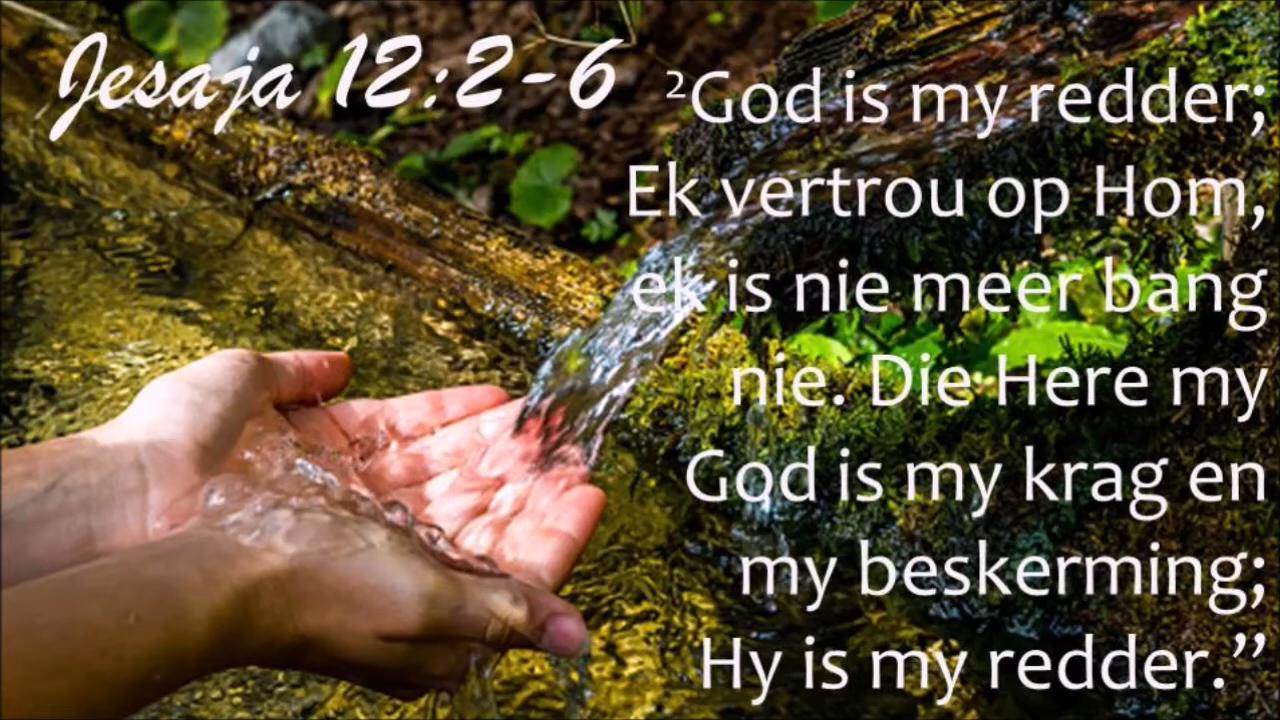 Jesaja 12:2-6
²God is my redder;
Ek vertrou op Hom,
ek is nie meer bang
nie. Die Here my
God is my krag en
my beskerming;
Hy is my redder.”